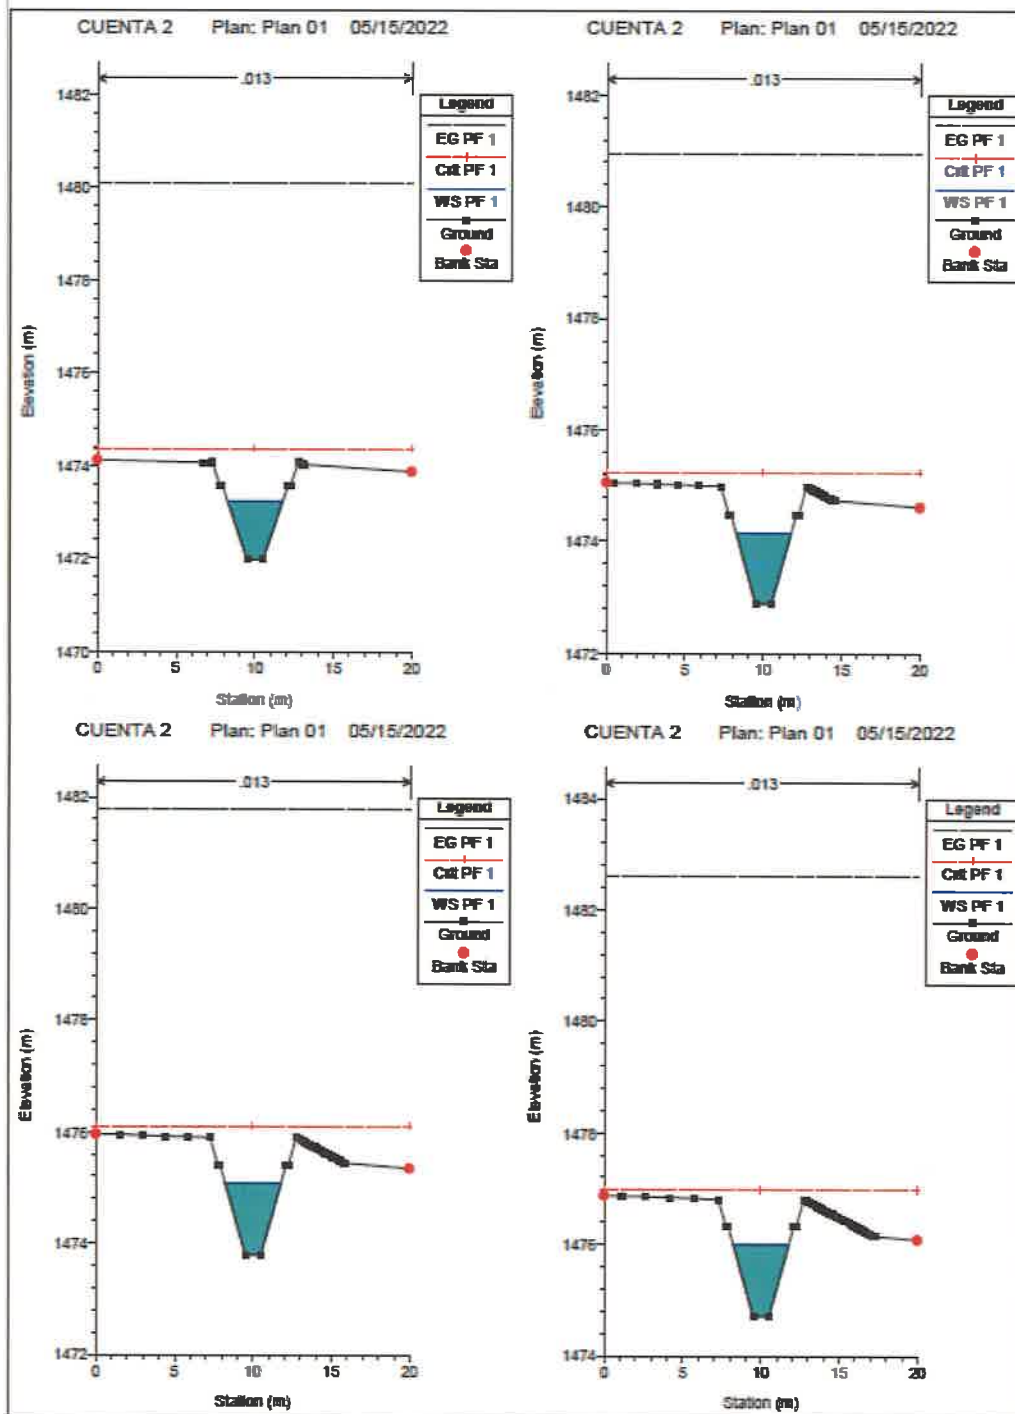 CUENTA 2 Plan: Plan 01 05/15/2022
.013
Legend
EG PF 1
Crit PF 1
WS PF 1
Ground
Bank Sta
1482
1480
1478
1476
1474
1472
1470
Elevation (m)
0 5 10 15 20
Station (m)
CUENTA 2 Plan: Plan 01 05/15/2022
.013
Legend
EG PF 1
Crit PF 1
WS PF 1
Ground
Bank Sta
1482
1480
1478
1476
1474
1472
Elevation (m)
0 5 10 15 20
Station (m)
CUENTA 2 Plan: Plan 01 05/15/2022
.013
Legend
EG PF 1
Crit PF 1
WS PF 1
Ground
Bank Sta
1482
1480
1478
1476
1474
1472
Elevation (m)
0 5 10 15 20
Station (m)
CUENTA 2 Plan: Plan 01 05/15/2022
.013
Legend
EG PF 1
Crit PF 1
WS PF 1
Ground
Bank Sta
1484
1482
1480
1478
1476
1474
Elevation (m)
0 5 10 15 20
Station (m)